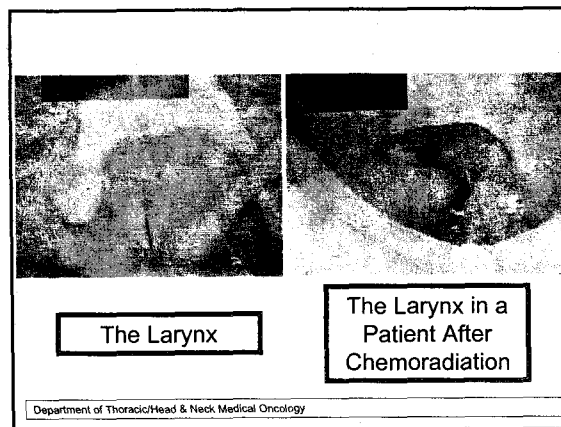 The Larynx
The Larynx in a
Patient After
Chemoradiation
Department of Thoracic/Head & Neck Medical Oncology